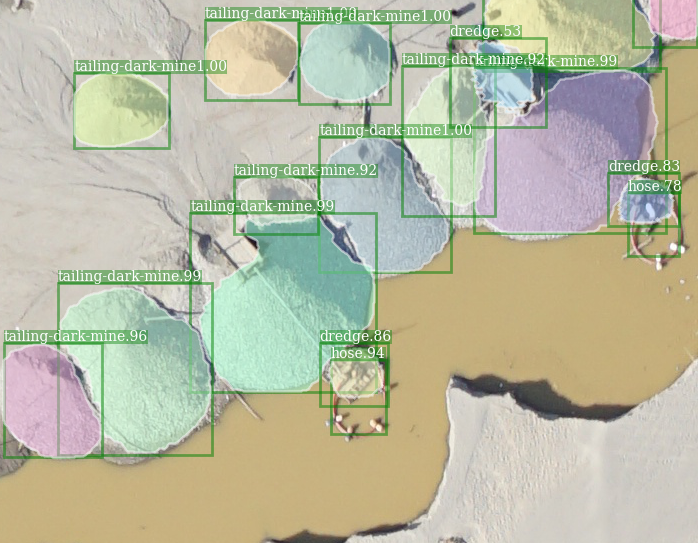 tailing-dark-mine1.00
tailing-dark-mine1.00
dredge.53
tailing-dark-mine.92
tailing-dark-mine.99
tailing-dark-mine1.00
tailing-dark-mine1.00
dredge.83
tailing-dark-mine.92
hose.78
tailing-dark-mine.99
tailing-dark-mine.99
tailing-dark-mine.96
dredge.86
hose.94